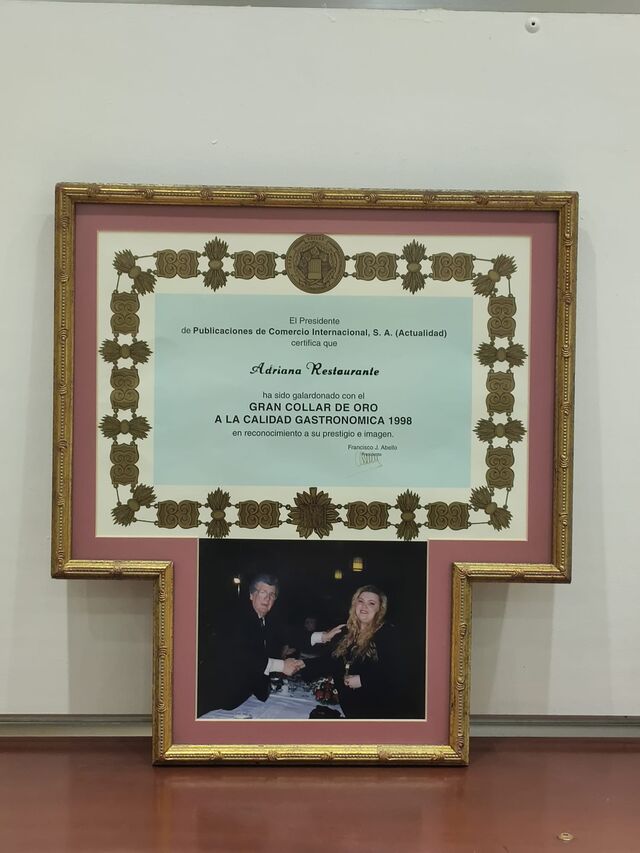 El Presidente
de Publicaciones de Comercio Internacional, S. A. (Actualidad)
certifica que
Adriana Restaurante
ha sido galardonado con el
GRAN COLLAR DE ORO
A LA CALIDAD GASTRONOMICA 1998
en reconocimiento a su prestigio e imagen.
Francisco J. Abello
Presidente